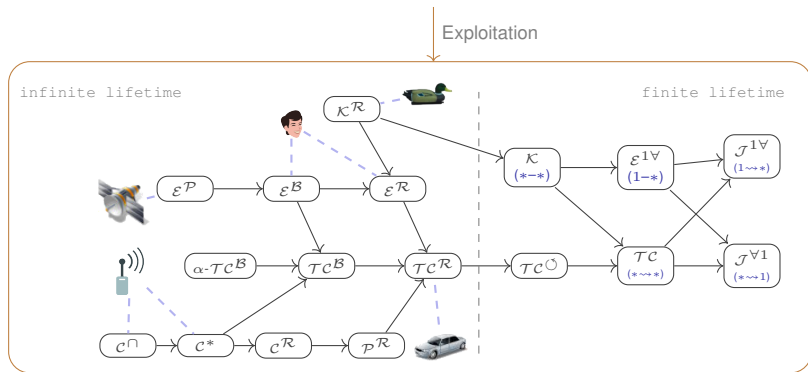 Exploitation
infinite lifetime
finite lifetime
𝒦^ℛ
𝒦
(*−*)
ℰ^{1∀}
(1−*)
𝒥^{1∀}
(1⇝*)
ℰ^𝒫
ℰ^ℬ
ℰ^ℛ
α-𝒯𝒞^ℬ
𝒯𝒞^ℬ
𝒯𝒞^ℛ
𝒯𝒞^↻
𝒯𝒞
(*⇝*)
𝒥^{∀1}
(*⇝1)
𝒞^∩
𝒞^*
𝒞^ℛ
𝒫^ℛ